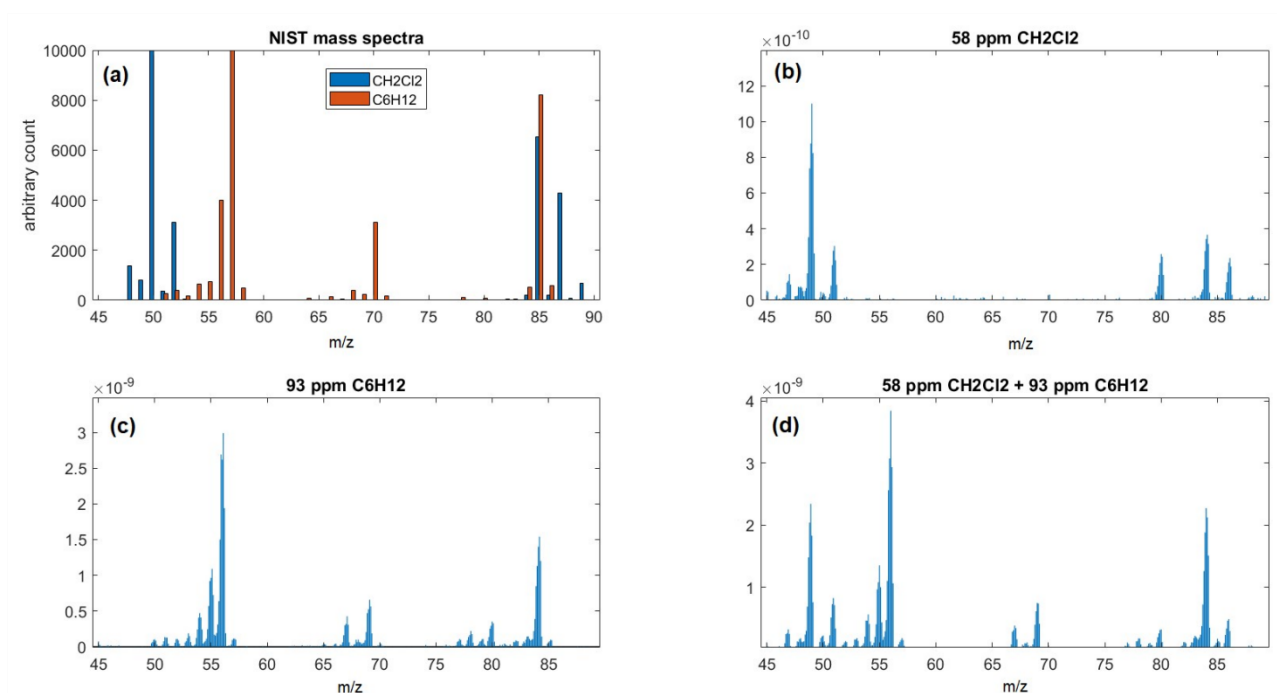 NIST mass spectra
(a)
CH2Cl2
C6H12
10000
8000
6000
4000
2000
0
arbitrary count
45 50 55 60 65 70 75 80 85 90
m/z
58 ppm CH2Cl2
×10-10
(b)
12
10
8
6
4
2
0
45 50 55 60 65 70 75 80 85
m/z
93 ppm C6H12
×10-9
(c)
3
2.5
2
1.5
1
0.5
0
45 50 55 60 65 70 75 80 85
m/z
58 ppm CH2Cl2 + 93 ppm C6H12
×10-9
(d)
4
3
2
1
45 50 55 60 65 70 75 80 85
m/z